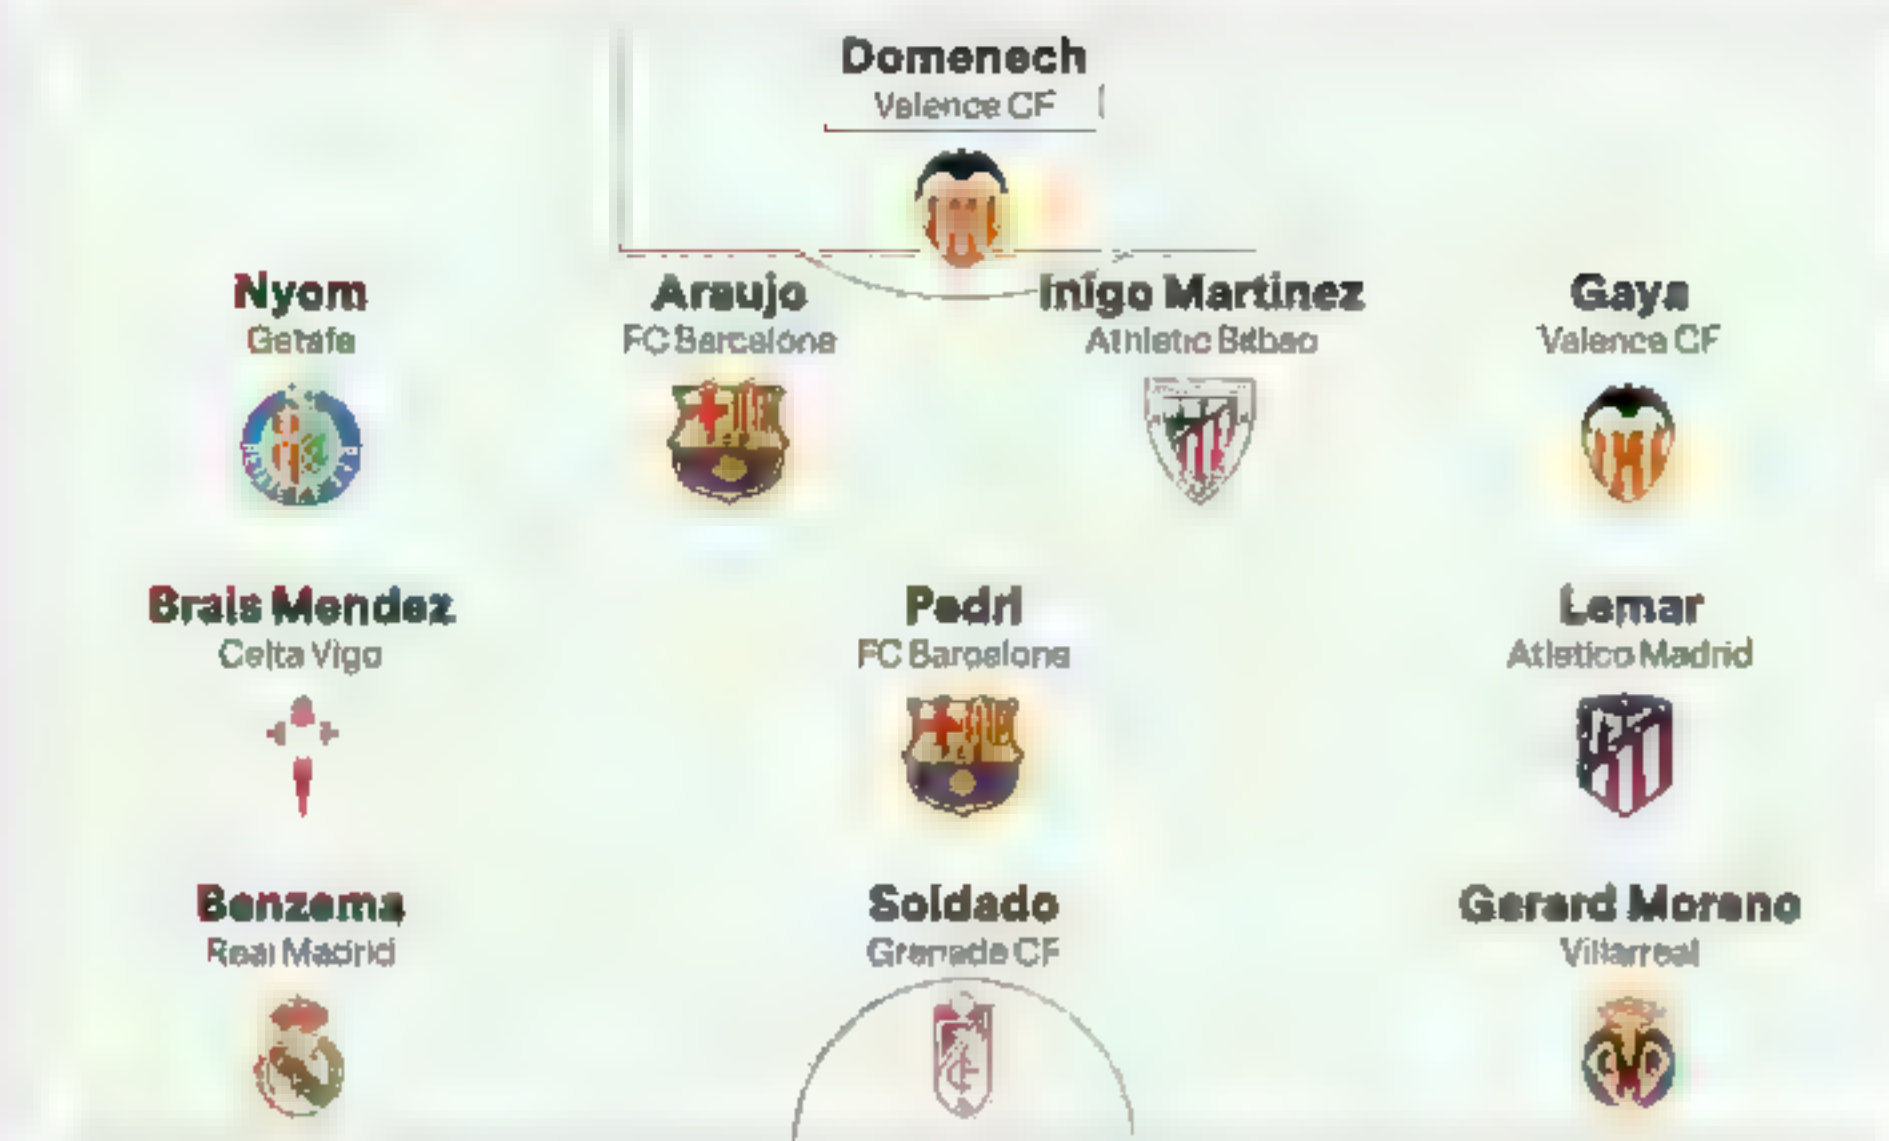 Domenech
Valence CF
Nyom
Getafe
Araujo
FC Barcelone
Inigo Martinez
Athletic Bilbao
Gaya
Valence CF
Brais Mendez
Celta Vigo
Pedri
FC Barcelone
Lemar
Atletico Madrid
Benzema
Real Madrid
Soldado
Grenade CF
Gerard Moreno
Villarreal